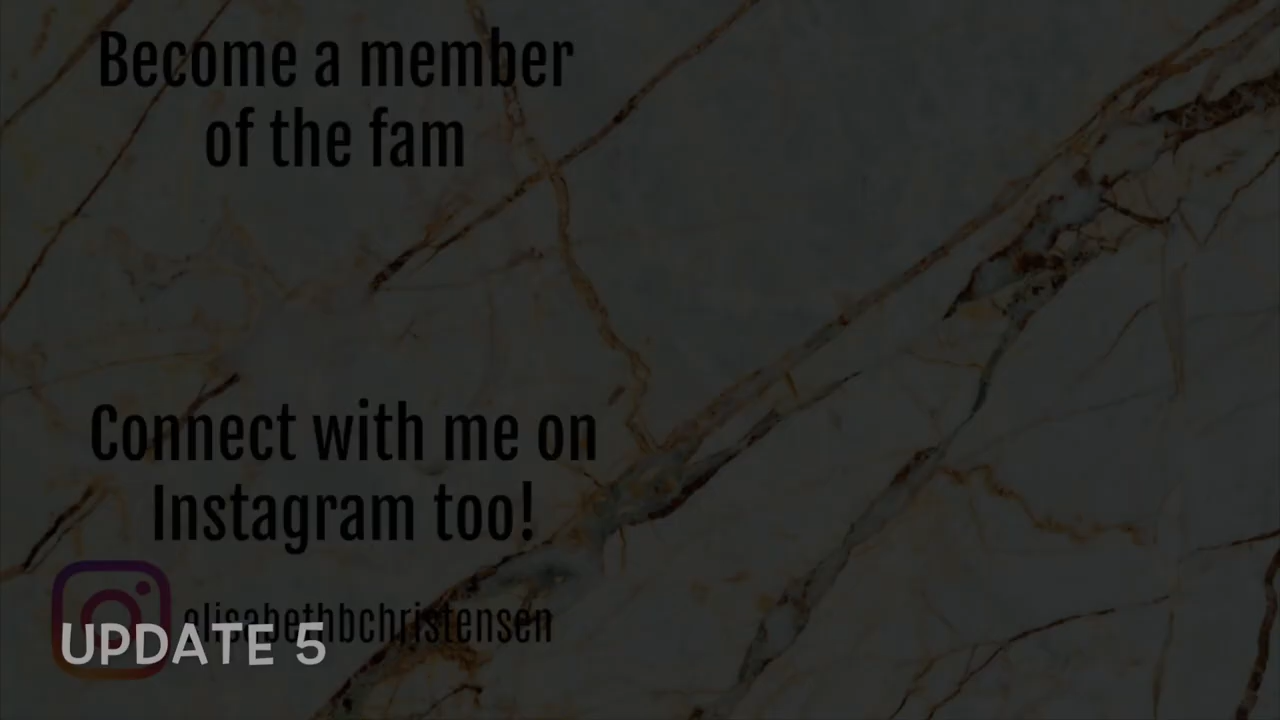 Become a member
of the fam
Connect with me on
Instagram too!
elisabethbchristensen
UPDATE 5